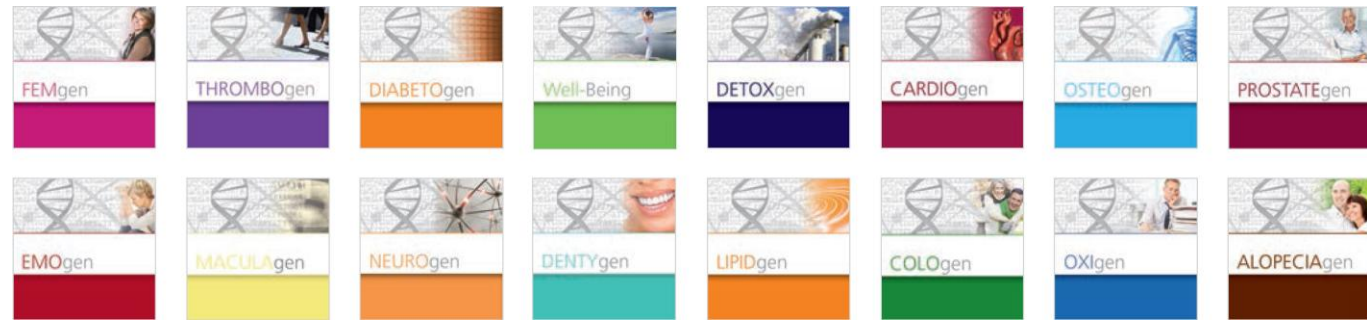 FEMgen
THROMBOgen
DIABETOgen
Well-Being
DETOXgen
CARDIOgen
OSTEOgen
PROSTATEgen
EMOgen
MACULAgen
NEUROgen
DENTYgen
LIPIDgen
COLOgen
OXIgen
ALOPECIAgen